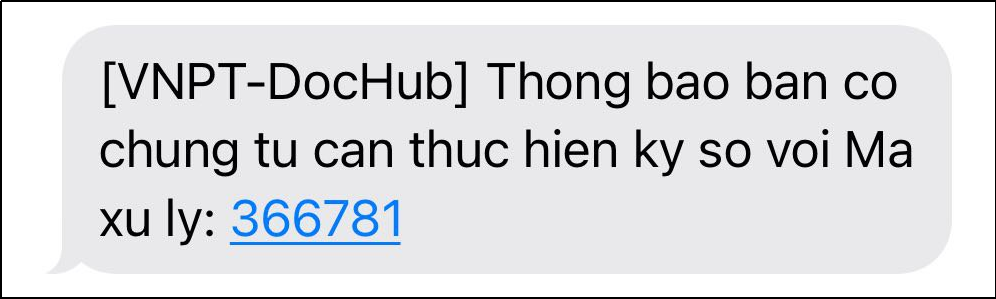 [VNPT-DocHub] Thong bao ban co
chung tu can thuc hien ky so voi Ma
xu ly: 366781